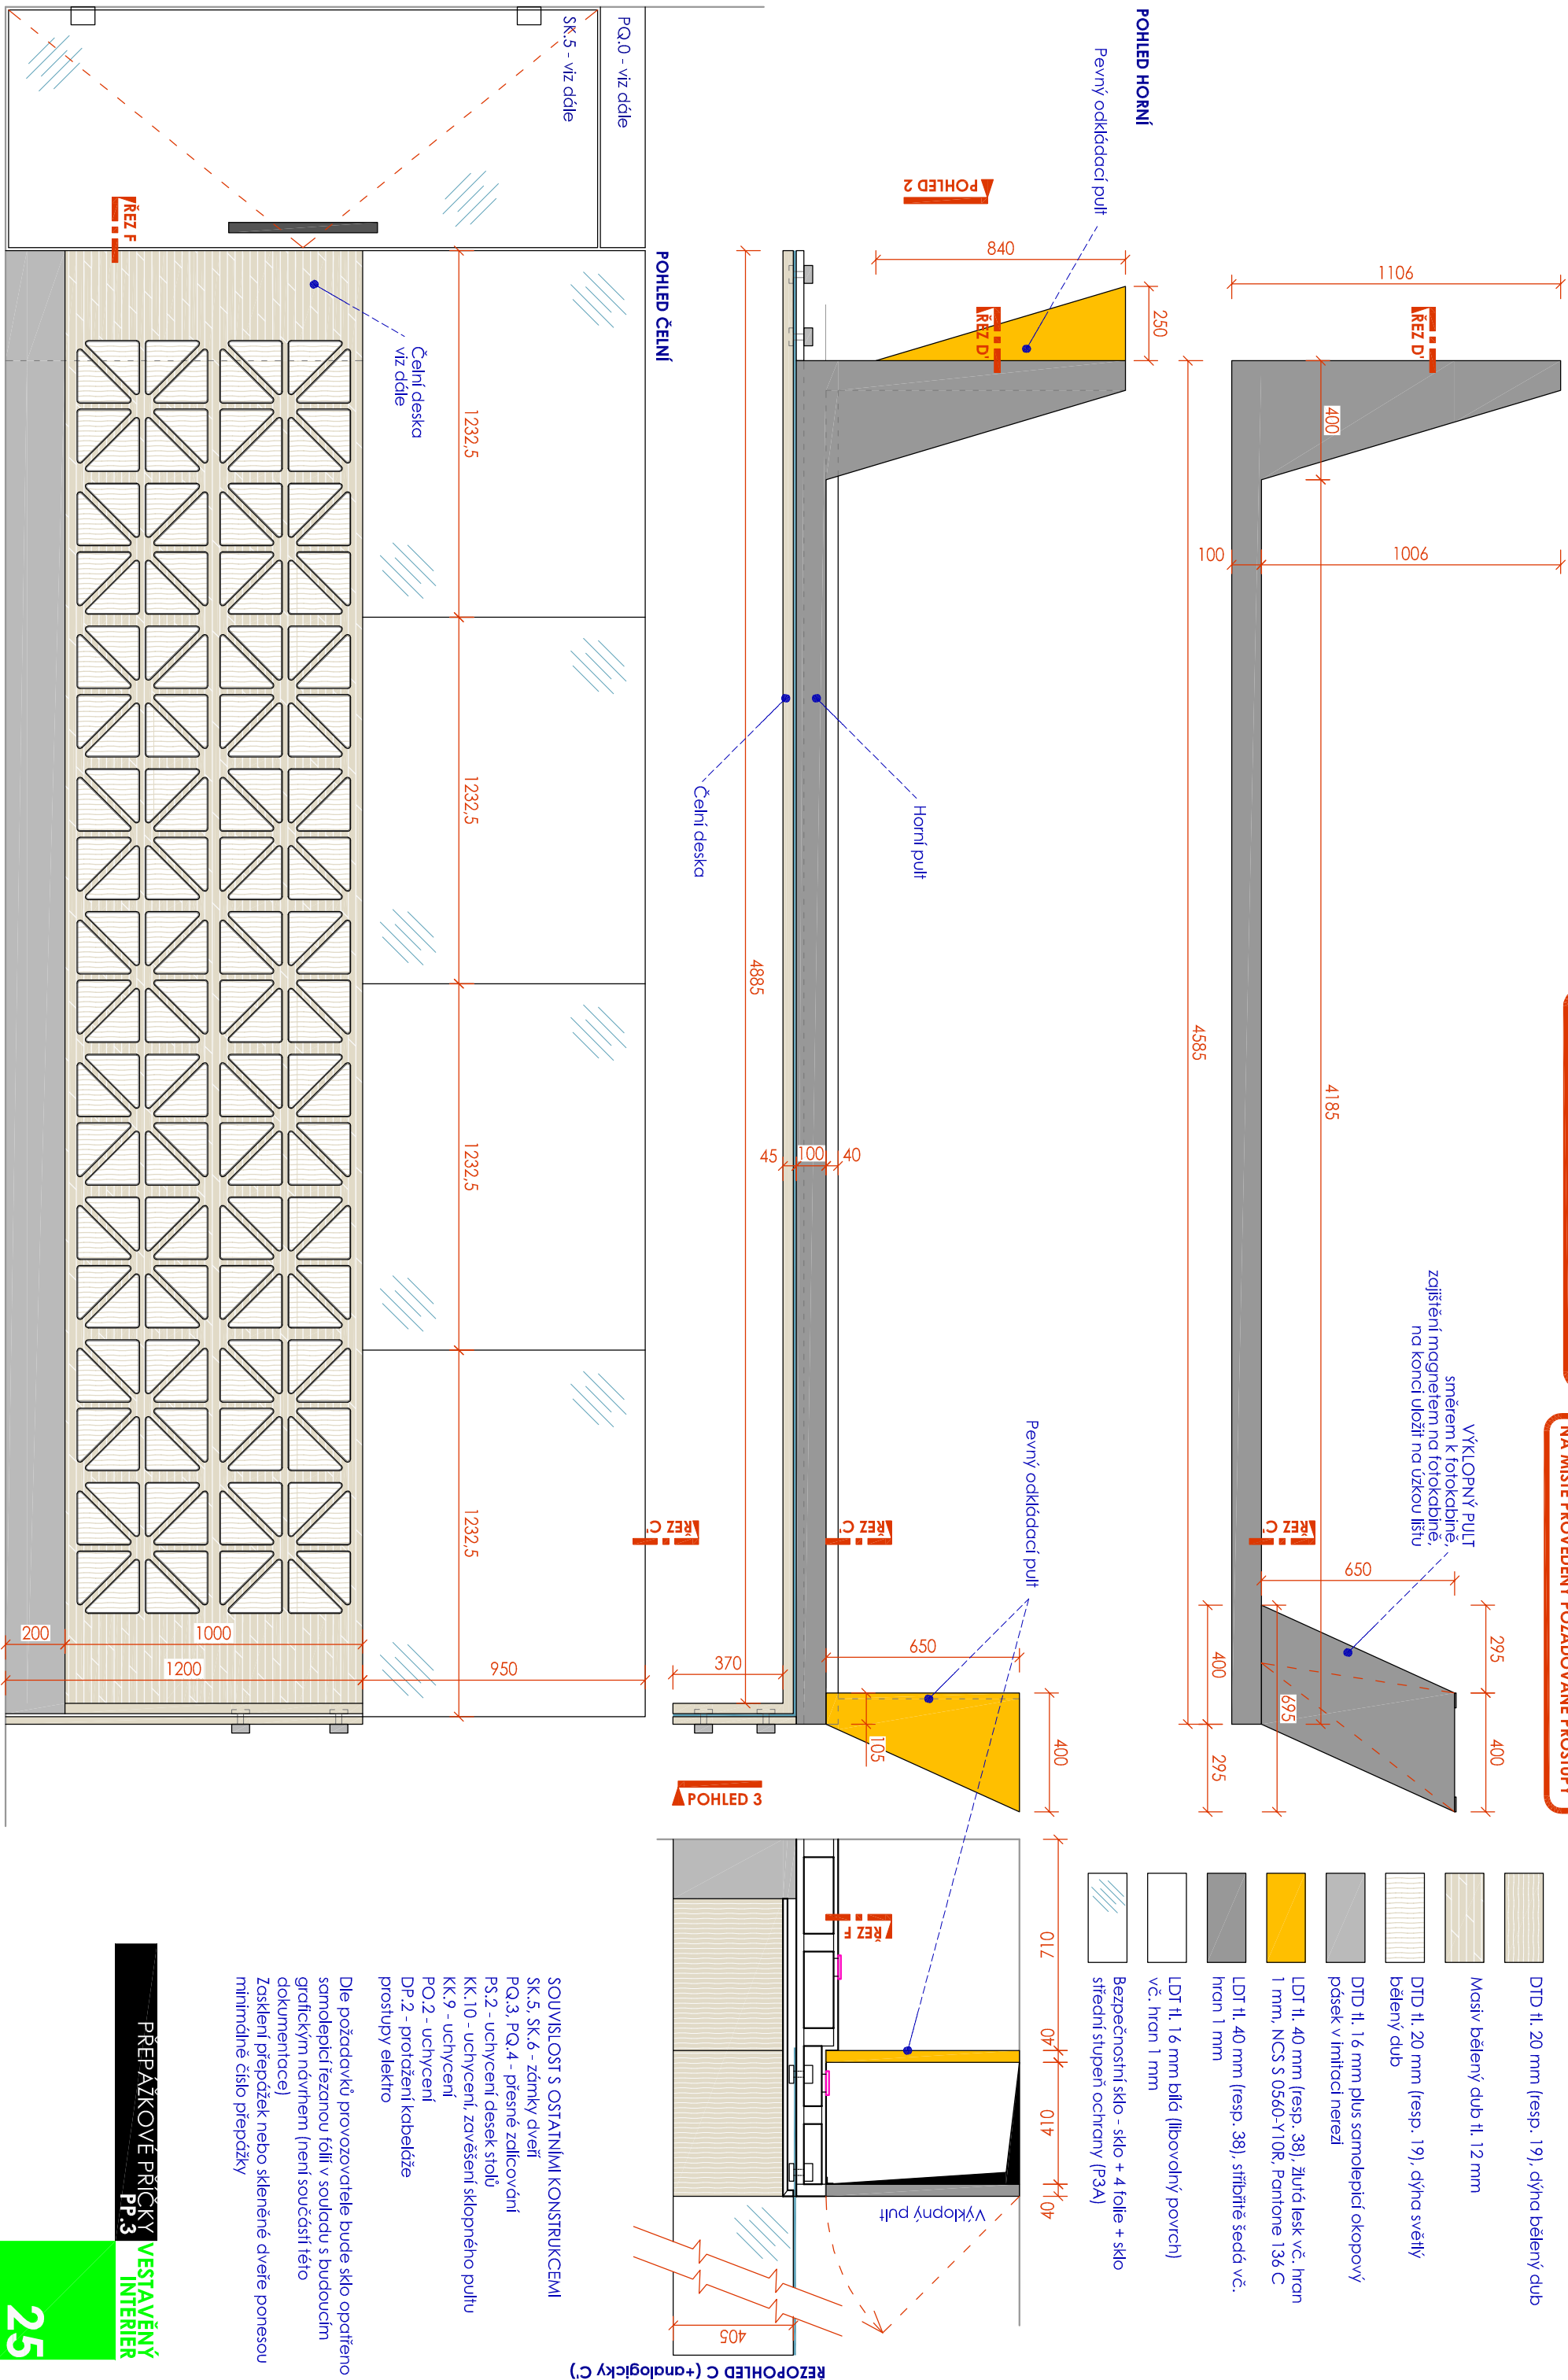 NA MÍSTĚ PROVEDENY POŽADOVANÉ PROSTUPY
POHLED HORNÍ
Pevný odkládací pult
POHLED 2
840
250
ŘEZ D'
1106
ŘEZ D'
400
100
1006
4585
4185
VÝKLOPNÝ PULT
směrem k fotokabině,
zajištění magnetem na fotokabině,
na konci uložit na úzkou lištu
ŘEZ C'
650
295
400
400
695
295
Horní pult
Čelní deska
4885
45
100
40
Pevný odkládací pult
ŘEZ C'
ŘEZ C'
650
370
105
400
POHLED 3
POHLED ČELNÍ
PQ.0 - viz dále
SK.5 - viz dále
ŘEZ F
Čelní deska
viz dále
1232,5
1232,5
1232,5
1232,5
200
1000
1200
950
DTD tl. 20 mm (resp. 19), dýha bělený dub
Masiv bělený dub tl. 12 mm
DTD tl. 20 mm (resp. 19), dýha světlý
bělený dub
DTD tl. 16 mm plus samolepicí okopový
pásek v imitaci nerezi
LDT tl. 40 mm (resp. 38), žlutá lesk vč. hran
1 mm, NCS S 0560-Y10R, Pantone 136 C
LDT tl. 40 mm (resp. 38), stříbřitě šedá vč.
hran 1 mm
LDT tl. 16 mm bílá (libovolný povrch)
vč. hran 1 mm
Bezpečnostní sklo - sklo + 4 folie + sklo
střední stupeň ochrany (P3A)
710
40
410
40
ŘEZ F
Výklopný pult
405
ŘEZOPOHLED C (+analogicky C')
SOUVISLOST S OSTATNÍMI KONSTRUKCEMI
SK.5, SK.6 - zámky dveří
PQ.3, PQ.4 - přesné zalícování
PS.2 - uchycení desek stolů
KK.10 - uchycení, zavěšení sklopného pultu
KK.9 - uchycení
PO.2 - uchycení
DP.2 - protažení kabeláže
prostupy elektro
Dle požadavků provozovatele bude sklo opatřeno
samolepicí řezanou fólií v souladu s budoucím
grafickým návrhem (není součástí této
dokumentace)
Zasklení přepážek nebo skleněné dveře ponesou
minimálně číslo přepážky
PŘEPÁŽKOVÉ PŘÍČKY
PP.3
VESTAVĚNÝ
INTERIÉR
25